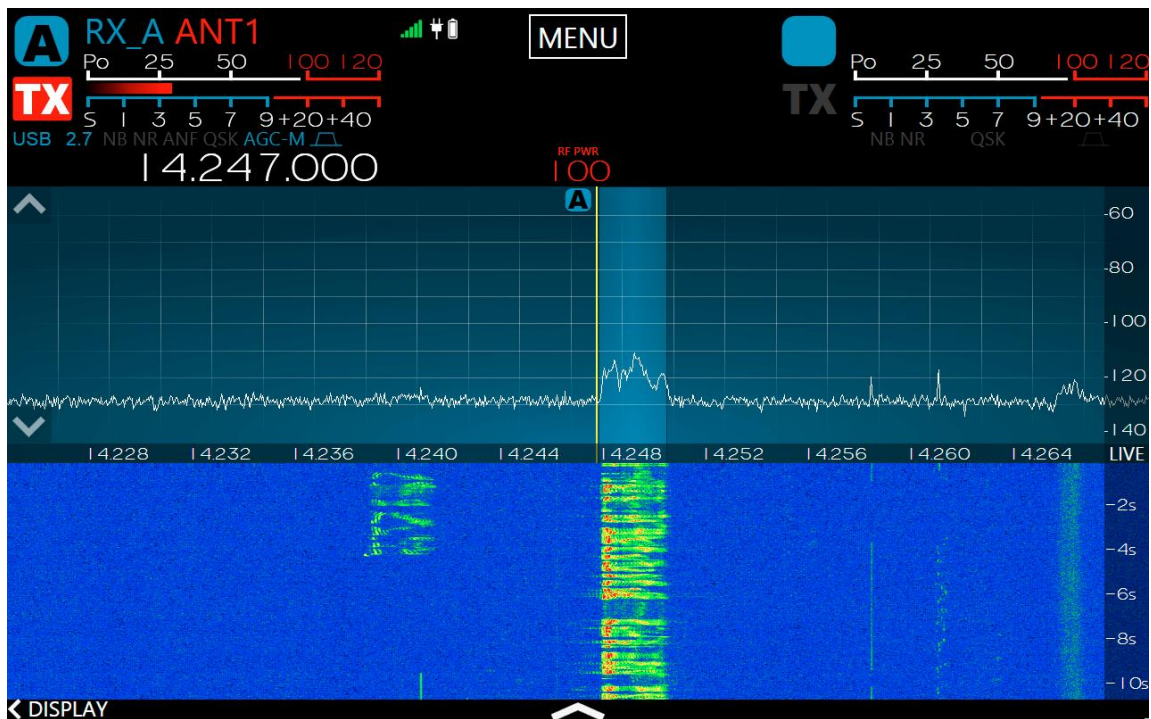 A RX_A ANT1 MENU
Po 25 50 100 120 Po 25 50 100 120
TX TX
S 1 3 5 7 9+20+40 S 1 3 5 7 9+20+40
USB 2.7 NB NR ANF QSK AGC-M NB NR QSK
14.247.000 RF PWR
100
A
-60
-80
-100
-120
-140
14.228 14.232 14.236 14.240 14.244 14.248 14.252 14.256 14.260 14.264 LIVE
-2s
-4s
-6s
-8s
-10s
< DISPLAY